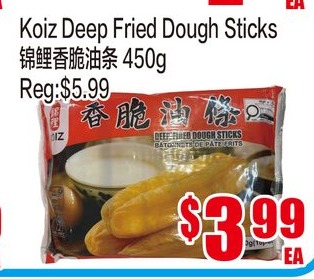 EA
Koiz Deep Fried Dough Sticks
锦鲤香脆油条 450g
Reg:$5.99
香脆油條
DEEP FRIED DOUGH STICKS
BÂTONNETS DE PÂTE FRITS
$3.99
EA